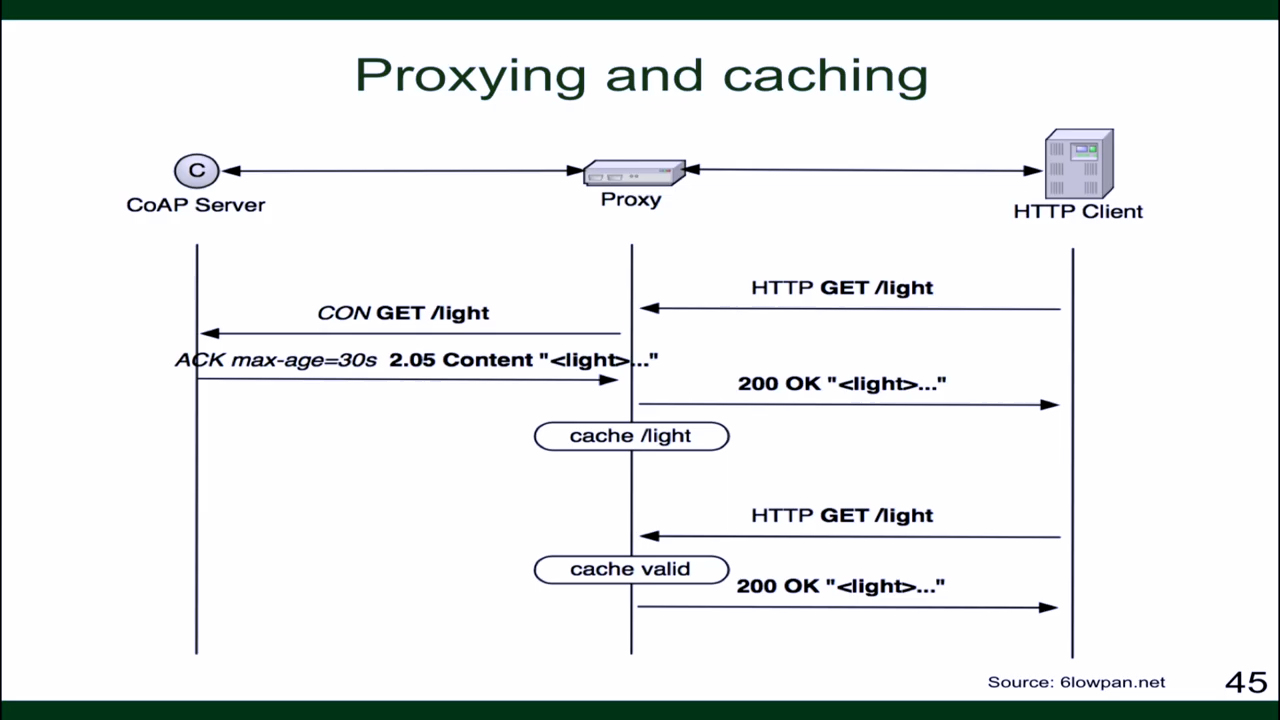 Proxying and caching
C
CoAP Server
Proxy
HTTP Client
HTTP GET /light
CON GET /light
ACK max-age=30s 2.05 Content "<light>..."
200 OK "<light>..."
cache /light
HTTP GET /light
cache valid
200 OK "<light>..."
Source: 6lowpan.net
45